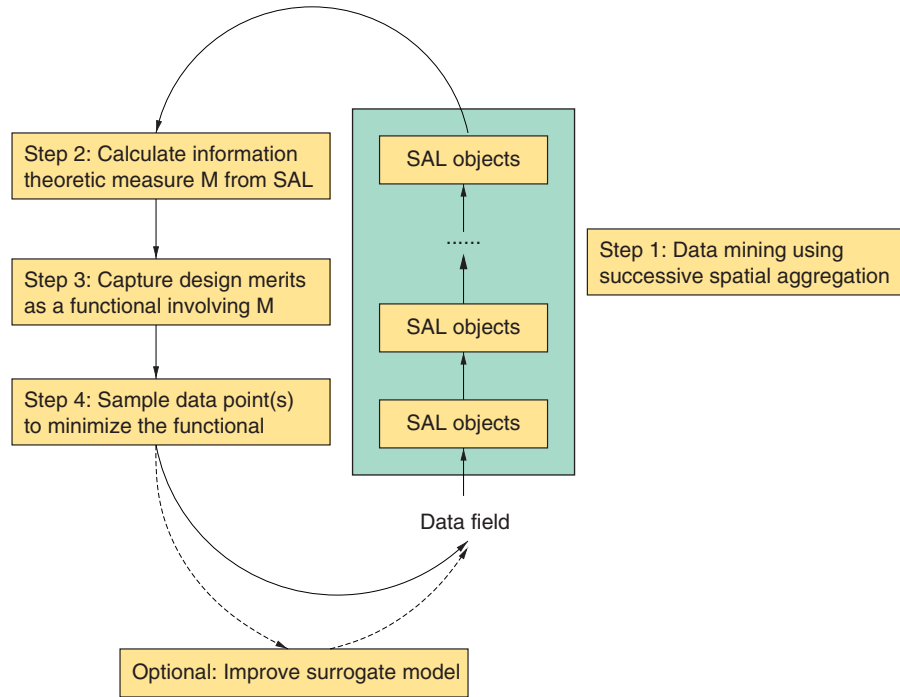 SAL objects
......
SAL objects
SAL objects
Data field
Step 1: Data mining using
successive spatial aggregation
Step 2: Calculate information
theoretic measure M from SAL
Step 3: Capture design merits
as a functional involving M
Step 4: Sample data point(s)
to minimize the functional
Optional: Improve surrogate model